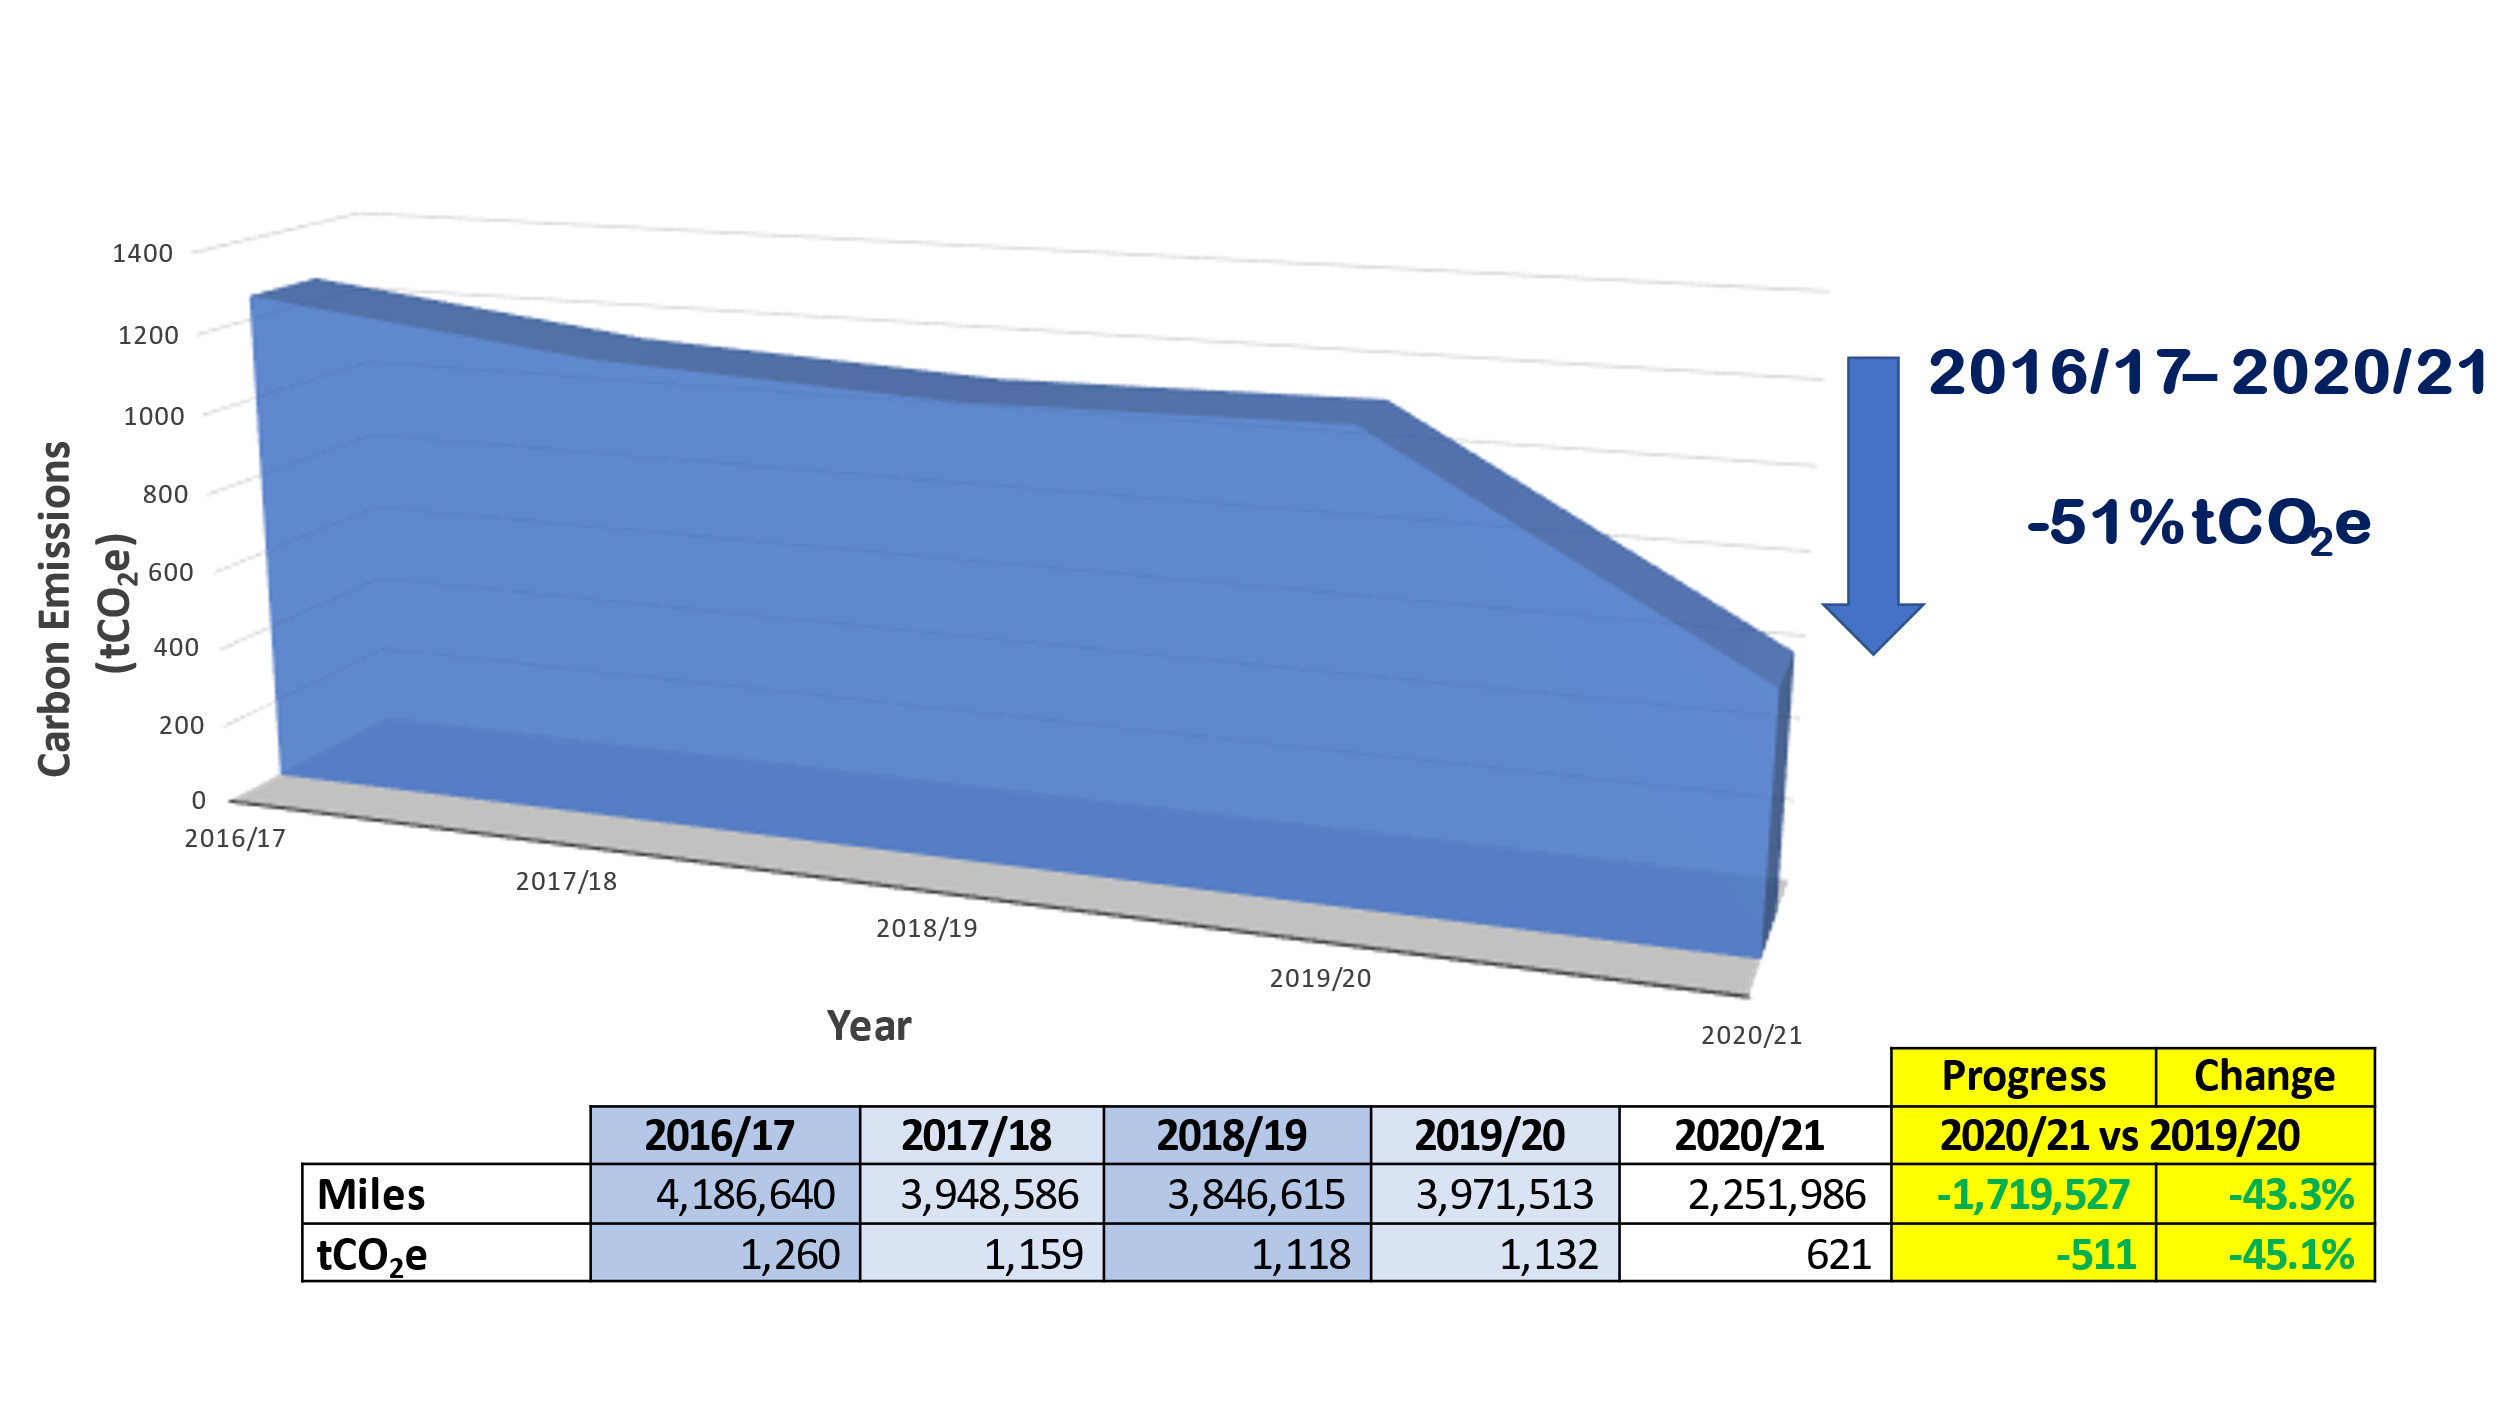 1400
1200
1000
800
600
400
200
0
Carbon Emissions
(tCO₂e)
2016/17
2017/18
2018/19
2019/20
2020/21
Year
2016/17– 2020/21
-51% tCO₂e
Progress Change
2016/17 2017/18 2018/19 2019/20 2020/21 2020/21 vs 2019/20
Miles 4,186,640 3,948,586 3,846,615 3,971,513 2,251,986 -1,719,527 -43.3%
tCO₂e 1,260 1,159 1,118 1,132 621 -511 -45.1%